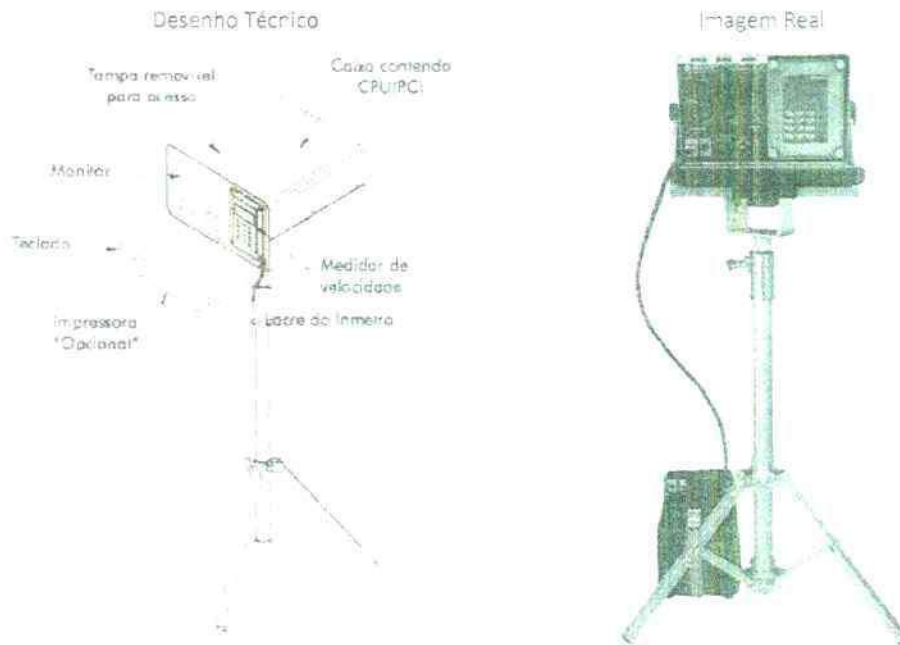 Desenho Técnico
Imagem Real
Tampa removível
para acesso
Caixa contendo
CPU(PC)
Monitor
Teclado
Medidor de
velocidade
Lacre do Inmetro
Impressora
"Opcional"